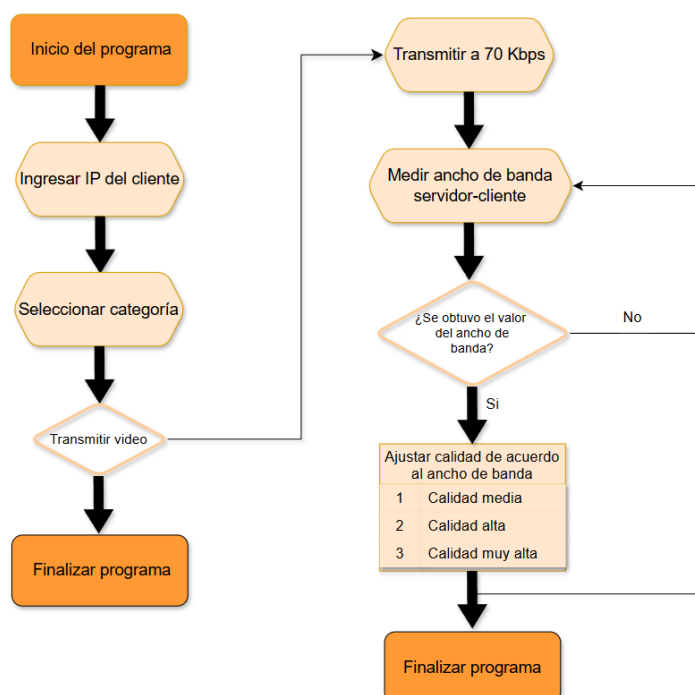 Inicio del programa
Ingresar IP del cliente
Seleccionar categoría
Transmitir video
Finalizar programa
Transmitir a 70 Kbps
Medir ancho de banda
servidor-cliente
¿Se obtuvo el valor
del ancho de
banda?
No
Si
Ajustar calidad de acuerdo
al ancho de banda
1 Calidad media
2 Calidad alta
3 Calidad muy alta
Finalizar programa